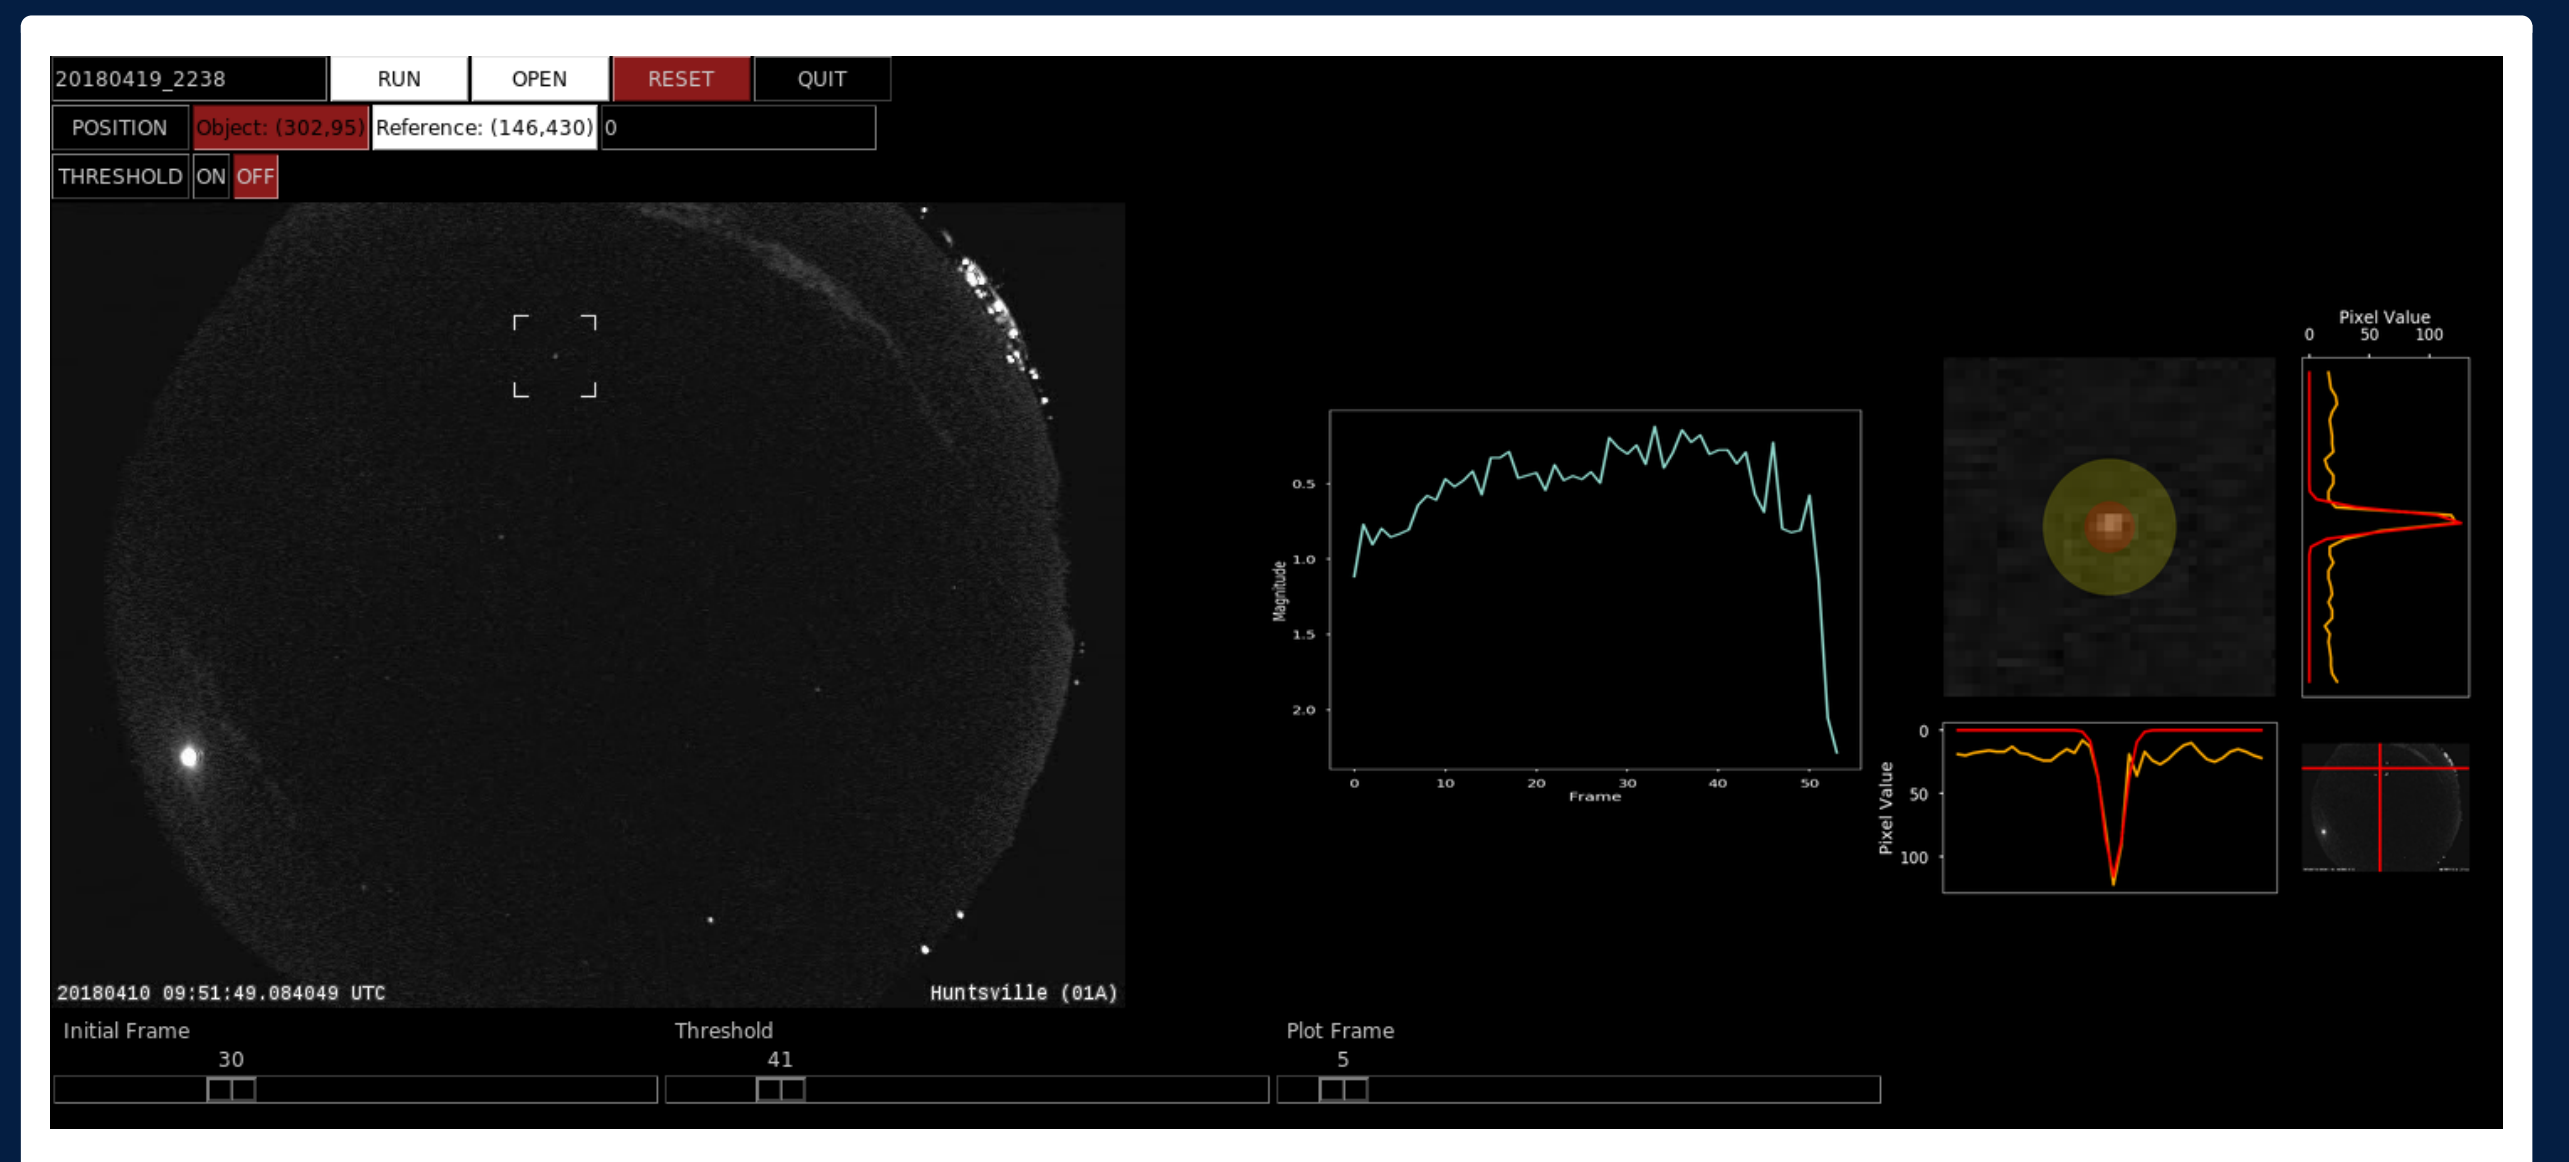 20180419_2238 RUN OPEN RESET QUIT
POSITION Object: (302,95) Reference: (146,430) 0
THRESHOLD ON OFF
20180410 09:51:49.084049 UTC Huntsville (01A)
Magnitude
0.5
1.0
1.5
2.0
0 10 20 30 40 50
Frame
Pixel Value
0 50 100
Pixel Value
0
50
100
Initial Frame Threshold Plot Frame
30 41 5